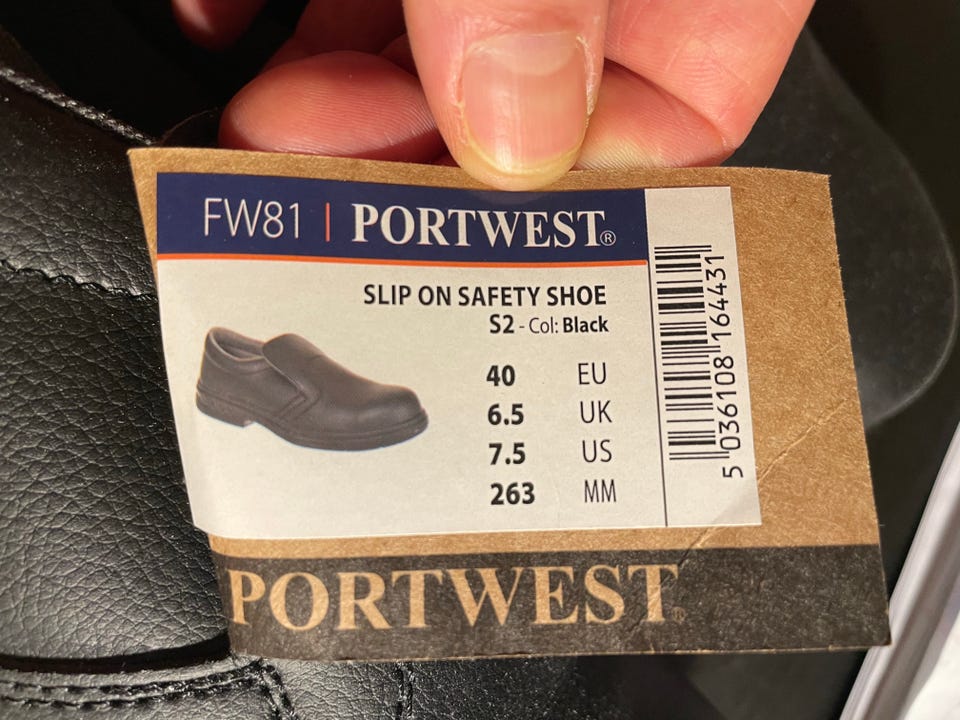 FW81 | PORTWEST®
SLIP ON SAFETY SHOE
S2 - Col: Black
40 EU
6.5 UK
7.5 US
263 MM
5 036108 164431
PORTWEST®